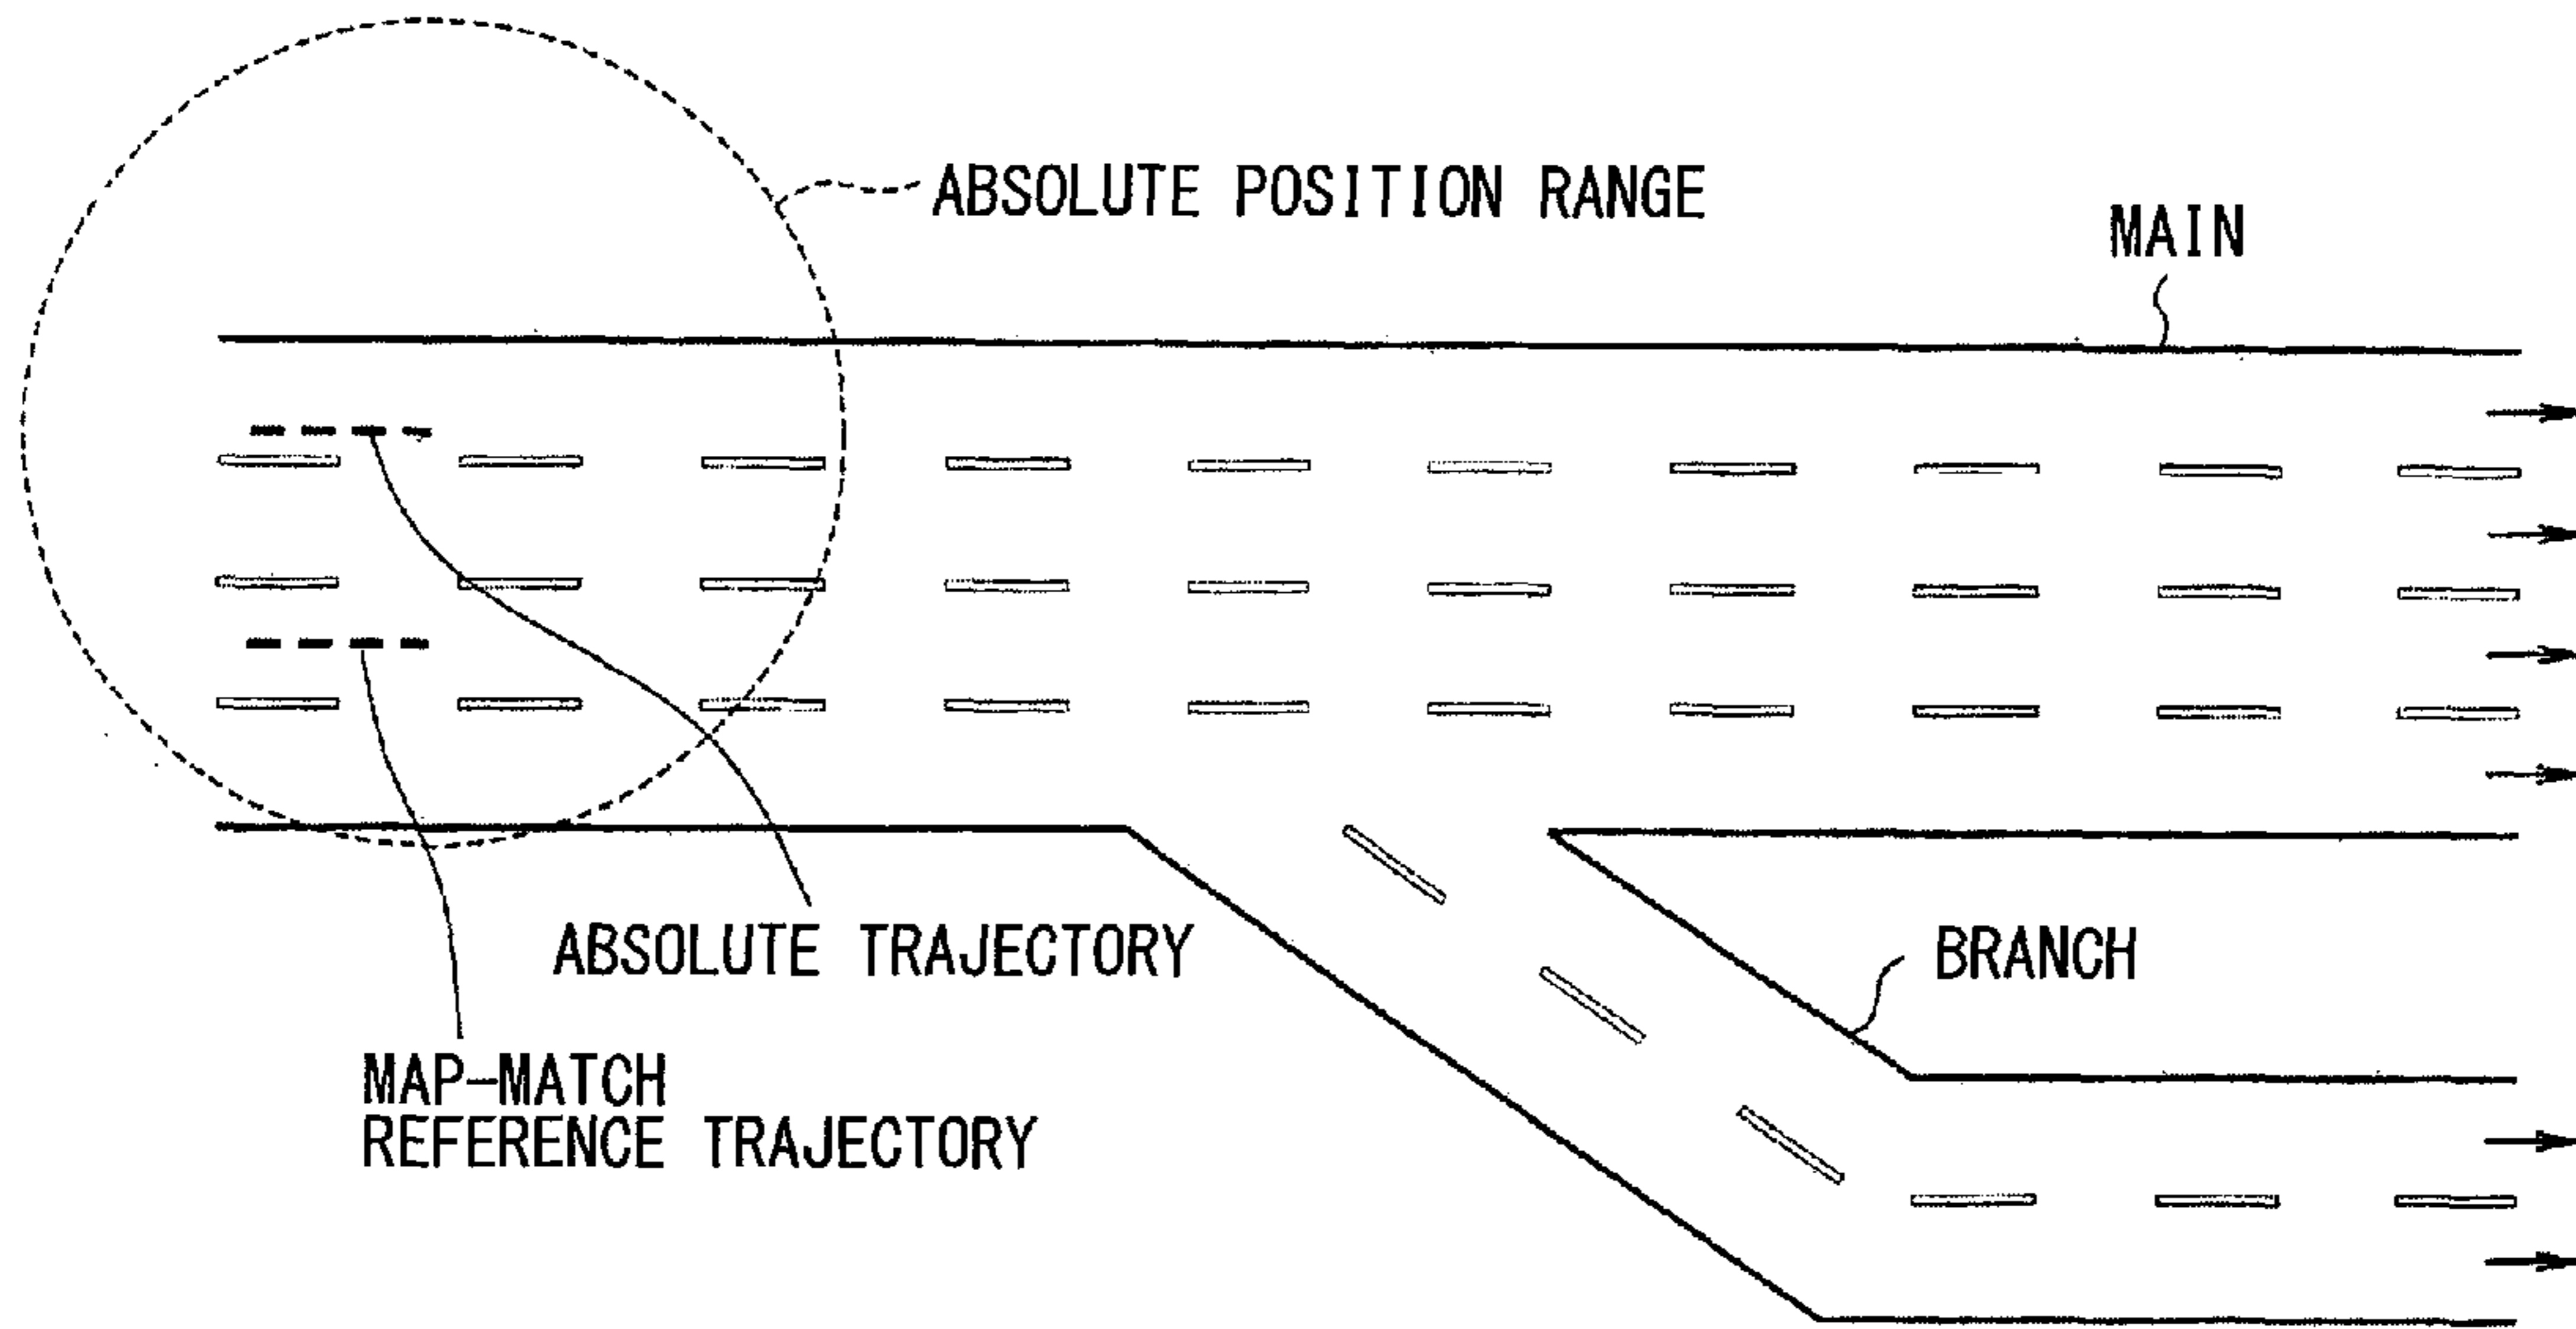 ABSOLUTE POSITION RANGE
MAIN
ABSOLUTE TRAJECTORY
BRANCH
MAP-MATCH
REFERENCE TRAJECTORY